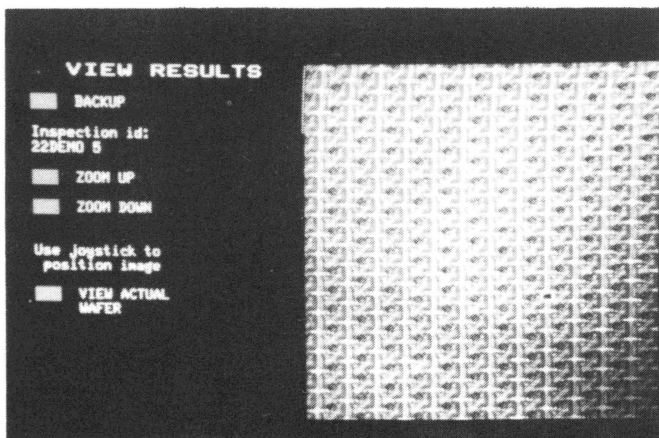 VIEW RESULTS
BACKUP
Inspection id:
22DEMO 5
ZOOM UP
ZOOM DOWN
Use joystick to
position image
VIEW ACTUAL
WAFER